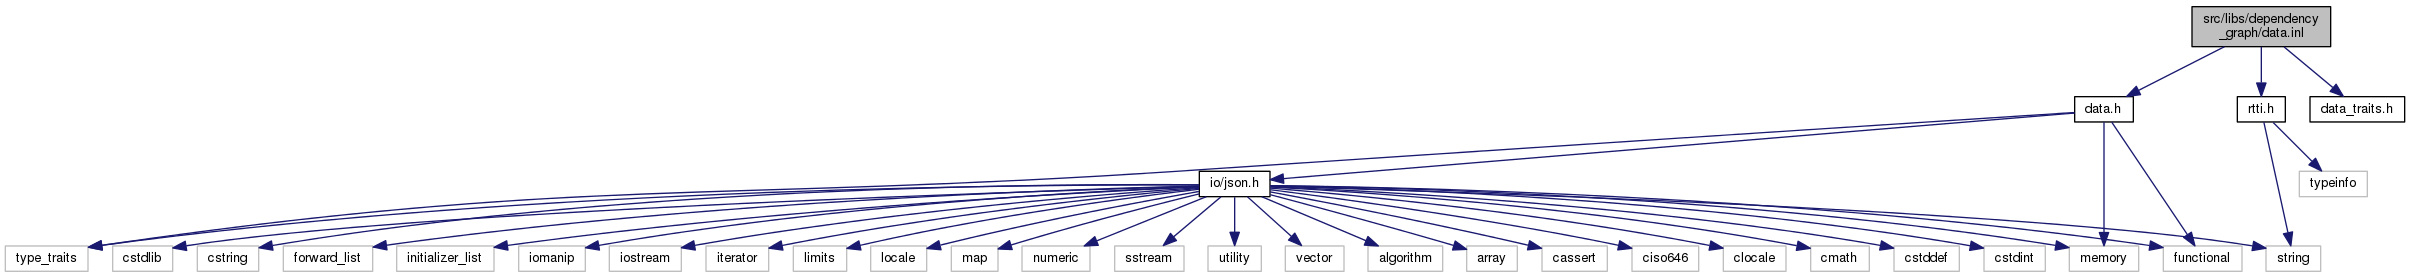 src/libs/dependency
_graph/data.inl
data.h
rtti.h
data_traits.h
io/json.h
typeinfo
type_traits
cstdlib
cstring
forward_list
initializer_list
iomanip
iostream
iterator
limits
locale
map
numeric
sstream
utility
vector
algorithm
array
cassert
ciso646
clocale
cmath
cstddef
cstdint
memory
functional
string